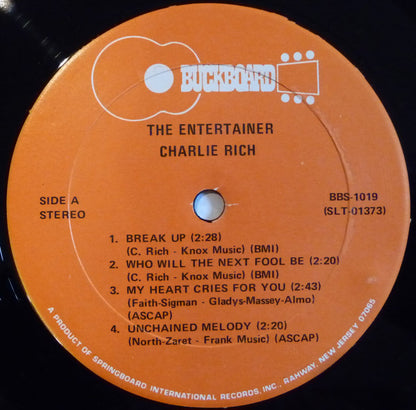 BUCKBOARD
THE ENTERTAINER
CHARLIE RICH
SIDE A
STEREO
BBS-1019
(SLT-01373)
1. BREAK UP (2:28)
(C. Rich - Knox Music) (BMI)
2. WHO WILL THE NEXT FOOL BE (2:20)
(C. Rich - Knox Music) (BMI)
3. MY HEART CRIES FOR YOU (2:43)
(Faith-Sigman - Gladys-Massey-Almo)
(ASCAP)
4. UNCHAINED MELODY (2:20)
(North-Zaret - Frank Music) (ASCAP)
A PRODUCT OF SPRINGBOARD INTERNATIONAL RECORDS, INC., RAHWAY, NEW JERSEY 07065